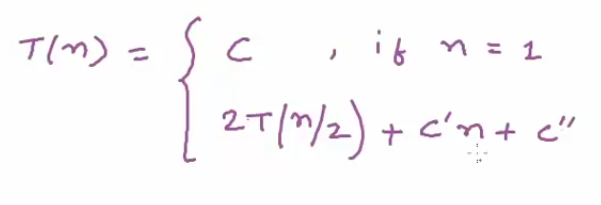 T(n) = { C , if n = 1
2T(n/2) + c'n + c''